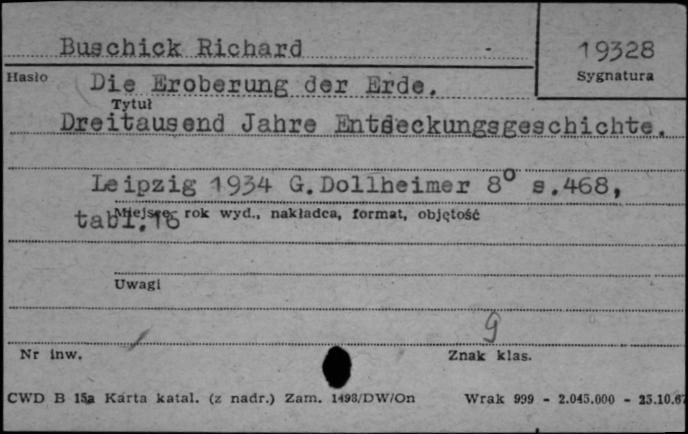 Buschick Richard - 19328
Hasło Sygnatura
Die Eroberung der Erde.
Tytuł
Dreitausend Jahre Entdeckungsgeschichte.
Leipzig 1934 G.Dollheimer 8° s.468,
Miejsce, rok wyd., nakładca, format, objętość
tabl.16
Uwagi
9
Nr inw. Znak klas.
CWD B 15a Karta katal. (z nadr.) Zam. 1498/DW/On Wrak 999 - 2.045.000 - 25.10.67